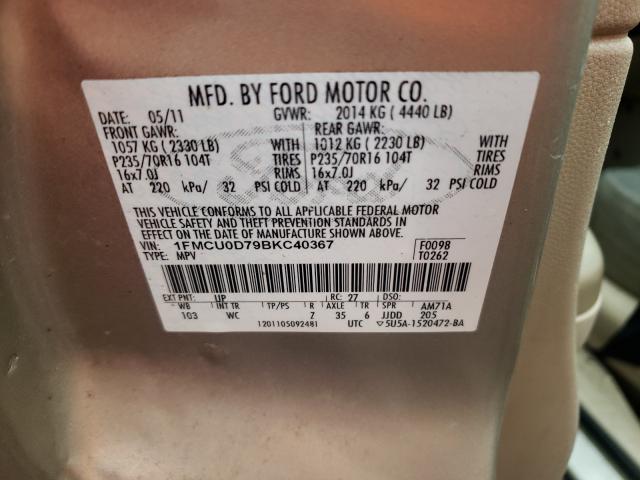 MFD. BY FORD MOTOR CO.
DATE: 05/11 GVWR: 2014 KG ( 4440 LB)
FRONT GAWR: REAR GAWR:
1057 KG ( 2330 LB) WITH 1012 KG ( 2230 LB) WITH
P235/70R16 104T TIRES P235/70R16 104T TIRES
16x7.0J RIMS 16x7.0J RIMS
AT 220 kPa/ 32 PSI COLD AT 220 kPa/ 32 PSI COLD
THIS VEHICLE CONFORMS TO ALL APPLICABLE FEDERAL MOTOR
VEHICLE SAFETY AND THEFT PREVENTION STANDARDS IN
EFFECT ON THE DATE OF MANUFACTURE SHOWN ABOVE.
VIN: 1FMCU0D79BKC40367 F0098
TYPE: MPV T0262
EXT PNT: UP RC: 27 DSO:
WB INT TR TP/PS R AXLE TR SPR AM71A
103 WC 7 35 6 JJDD 205
1201105092481 UTC ▽5U5A-1520472-BA